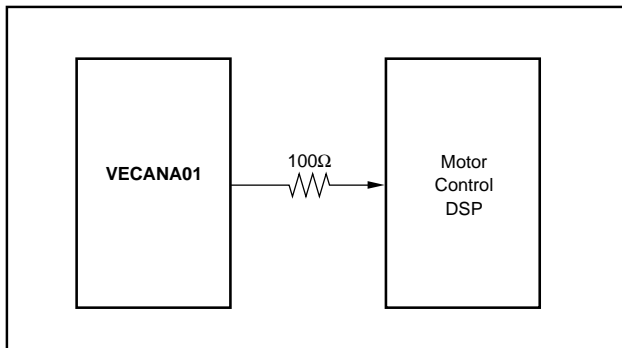 VECANA01
100Ω
Motor
Control
DSP